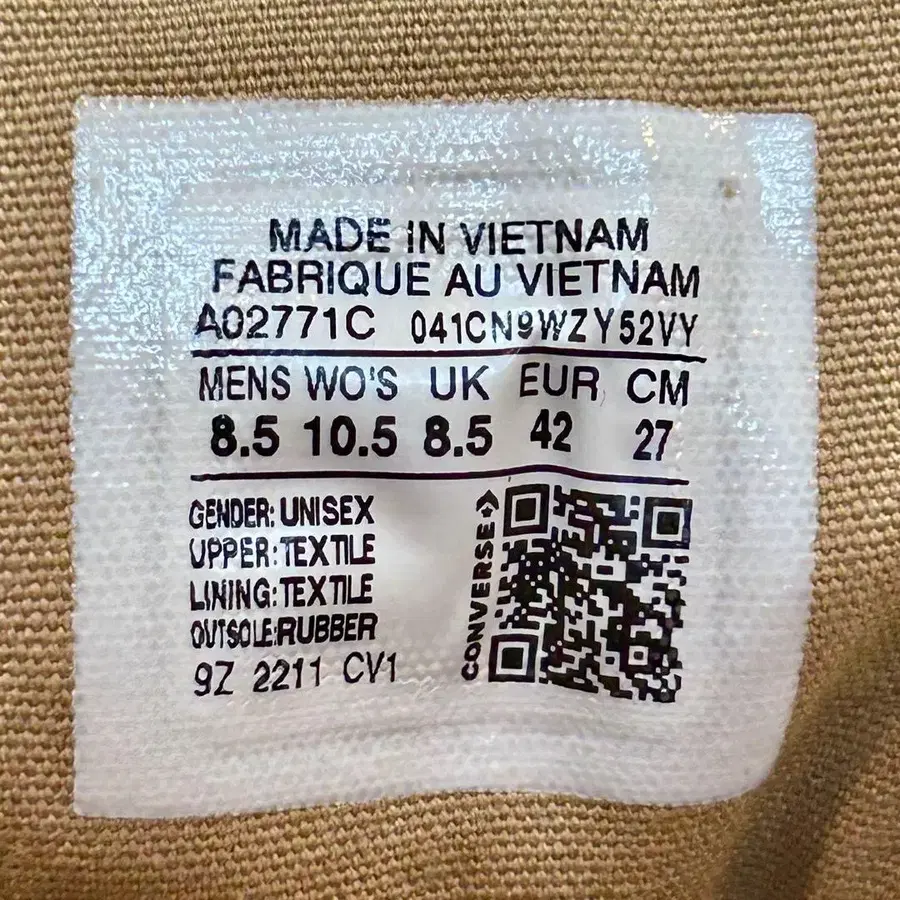 MADE IN VIETNAM
FABRIQUE AU VIETNAM
A02771C 041CN9WZY52VY
MENS WO'S UK EUR CM
8.5 10.5 8.5 42 27
GENDER: UNISEX
UPPER: TEXTILE
LINING: TEXTILE
OUTSOLE: RUBBER
9Z 2211 CV1
CONVERSE